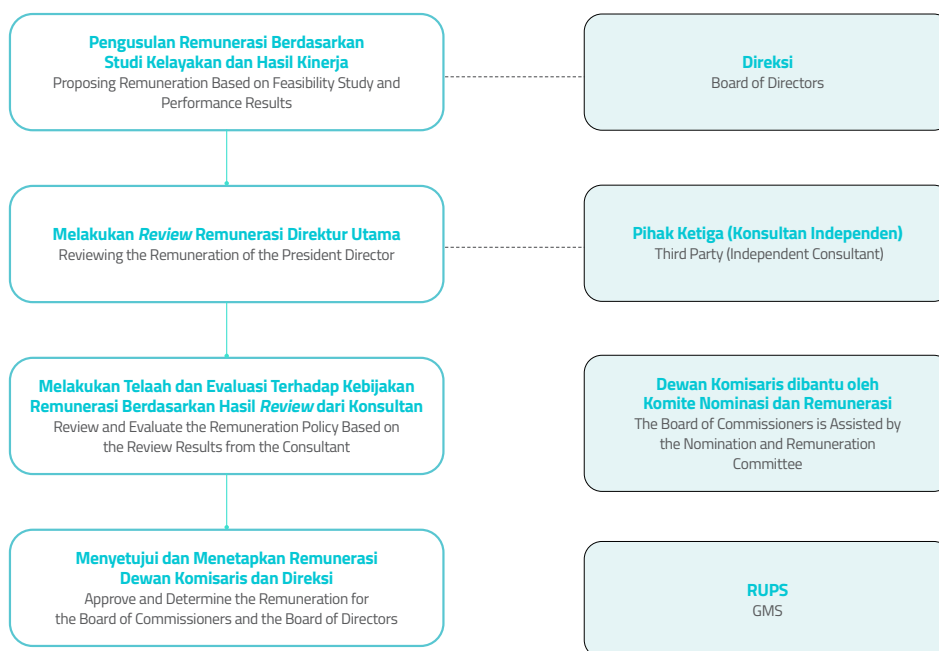 Pengusulan Remunerasi Berdasarkan
Studi Kelayakan dan Hasil Kinerja
Proposing Remuneration Based on Feasibility Study and
Performance Results
Direksi
Board of Directors
Melakukan Review Remunerasi Direktur Utama
Reviewing the Remuneration of the President Director
Pihak Ketiga (Konsultan Independen)
Third Party (Independent Consultant)
Melakukan Telaah dan Evaluasi Terhadap Kebijakan
Remunerasi Berdasarkan Hasil Review dari Konsultan
Review and Evaluate the Remuneration Policy Based on
the Review Results from the Consultant
Dewan Komisaris dibantu oleh
Komite Nominasi dan Remunerasi
The Board of Commissioners is Assisted by
the Nomination and Remuneration
Committee
Menyetujui dan Menetapkan Remunerasi
Dewan Komisaris dan Direksi
Approve and Determine the Remuneration for
the Board of Commissioners and the Board of Directors
RUPS
GMS